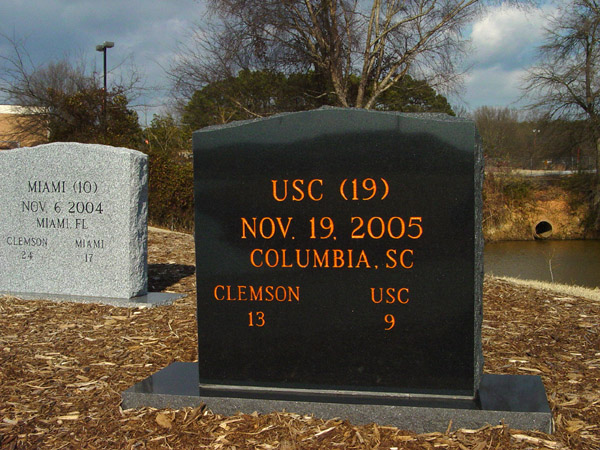 MIAMI (10)
NOV. 6, 2004
MIAMI, FL
CLEMSON MIAMI
24 17
USC (19)
NOV. 19, 2005
COLUMBIA, SC
CLEMSON USC
13 9